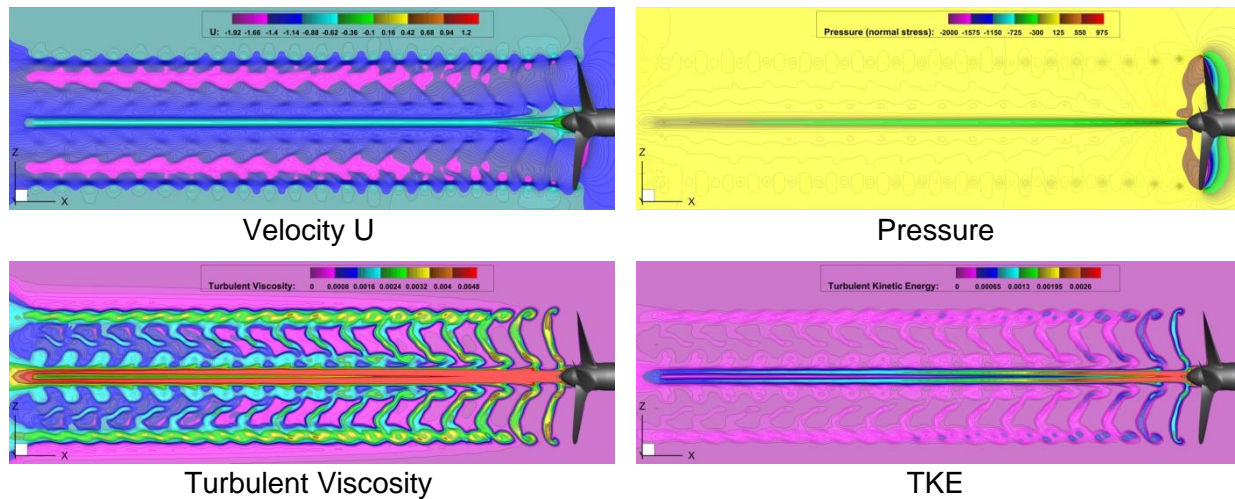 U: -1.92 -1.66 -1.4 -1.14 -0.88 -0.62 -0.36 -0.1 0.16 0.42 0.68 0.94 1.2
Z
X
Velocity U
Pressure (normal stress): -2000 -1575 -1150 -725 -300 125 550 975
Z
X
Pressure
Turbulent Viscosity: 0 0.0008 0.0016 0.0024 0.0032 0.004 0.0048
Z
X
Turbulent Viscosity
Turbulent Kinetic Energy: 0 0.00065 0.0013 0.00195 0.0026
Z
X
TKE